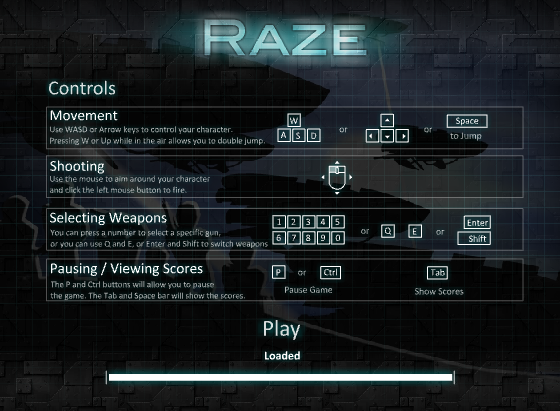 RAZE
Controls
Movement
Use WASD or Arrow keys to control your character.
Pressing W or Up while in the air allows you to double jump.
W
A S D
or
or
Space
to Jump
Shooting
Use the mouse to aim around your character
and click the left mouse button to fire.
Selecting Weapons
You can press a number to select a specific gun,
or you can use Q and E, or Enter and Shift to switch weapons
1 2 3 4 5
6 7 8 9 0
or
Q
E
or
Enter
Shift
Pausing / Viewing Scores
The P and Ctrl buttons will allow you to pause
the game. The Tab and Space bar will show the scores.
P or Ctrl
Pause Game
Tab
Show Scores
Play
Loaded